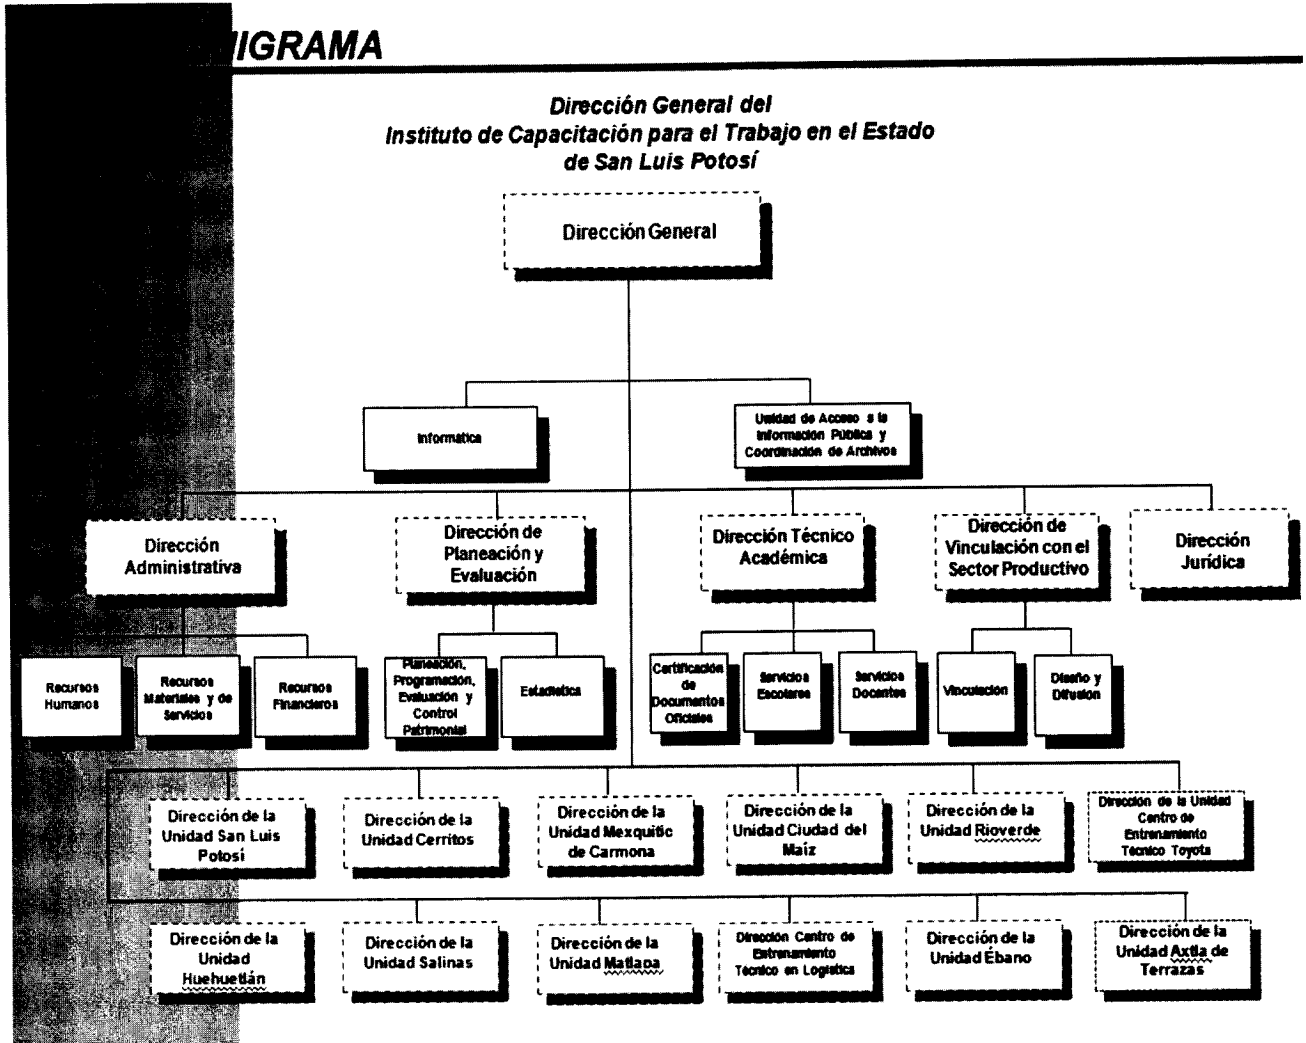 NIGRAMA
Dirección General del
Instituto de Capacitación para el Trabajo en el Estado
de San Luis Potosí
Dirección General
Informática
Unidad de Acceso a la
Información Pública y
Coordinación de Archivos
Dirección
Administrativa
Dirección de
Planeación y
Evaluación
Dirección Técnico
Académica
Dirección de
Vinculación con el
Sector Productivo
Dirección
Jurídica
Recursos
Humanos
Recursos
Materiales y de
Servicios
Recursos
Financieros
Planeación,
Programación,
Evaluación y
Control
Patrimonial
Estadística
Certificación
de
Documentos
Oficiales
Servicios
Escolares
Servicios
Docentes
Vinculación
Diseño y
Difusión
Dirección de la
Unidad San Luis
Potosí
Dirección de la
Unidad Cerritos
Dirección de la
Unidad Mexquitic
de Carmona
Dirección de la
Unidad Ciudad del
Maíz
Dirección de la
Unidad Rioverde
Dirección de la Unidad
Centro de
Entrenamiento
Técnico Toyota
Dirección de la
Unidad
Huehuetlán
Dirección de la
Unidad Salinas
Dirección de la
Unidad Matlapa
Dirección Centro de
Entrenamiento
Técnico en Logística
Dirección de la
Unidad Ébano
Dirección de la
Unidad Axtla de
Terrazas